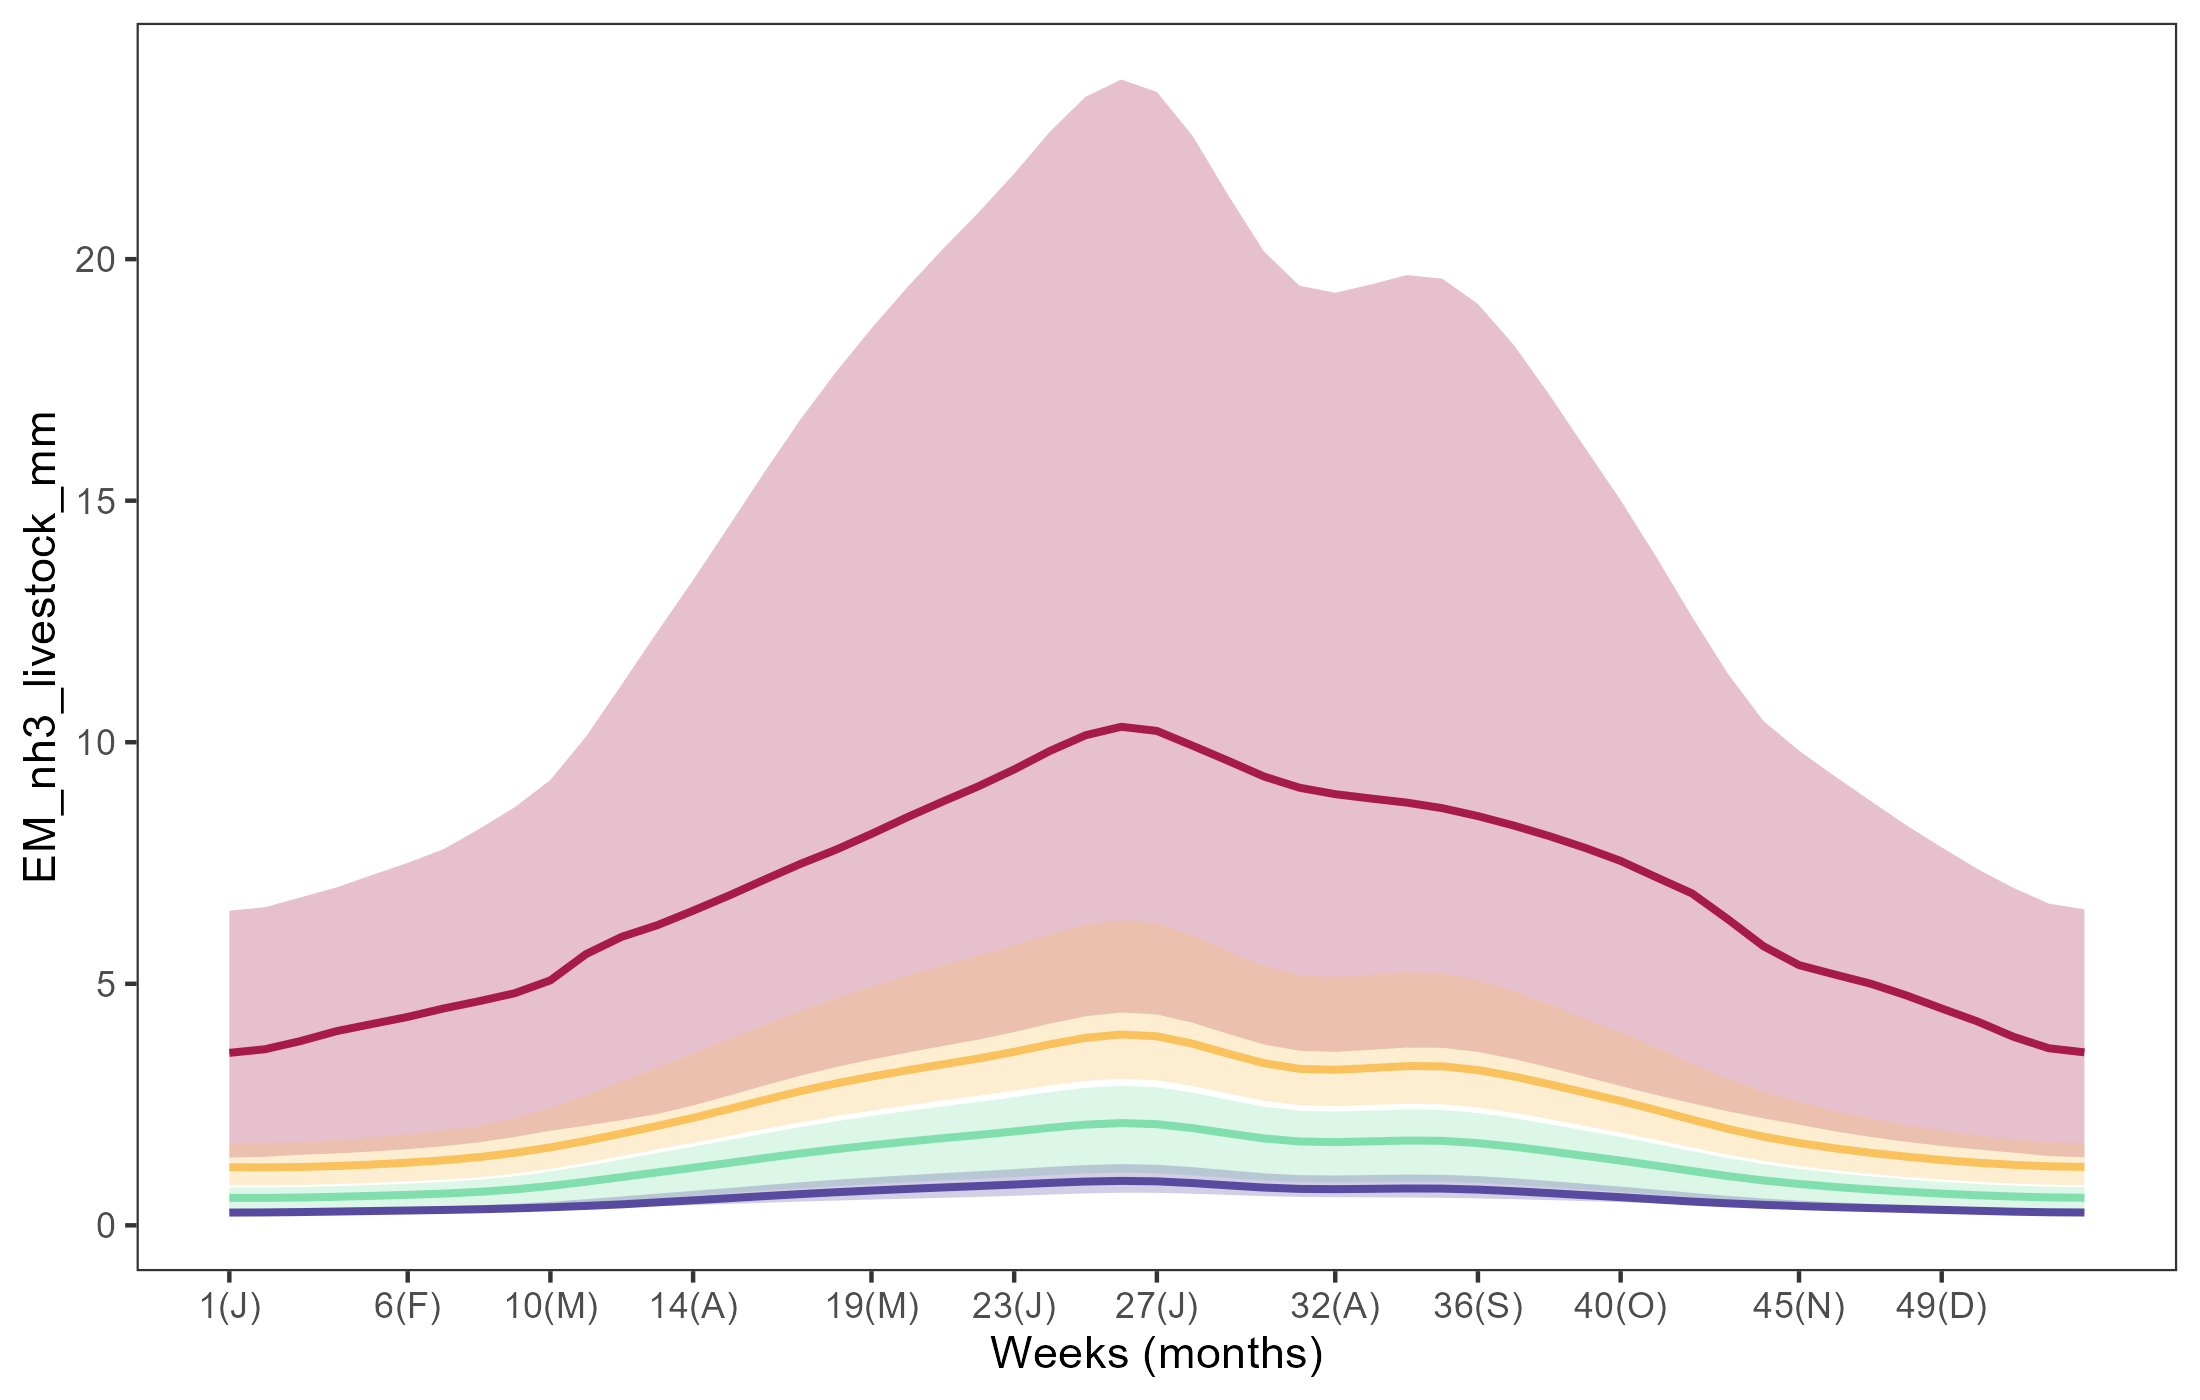 EM_nh3_livestock_mm
20
15
10
5
0
1(J) 6(F) 10(M) 14(A) 19(M) 23(J) 27(J) 32(A) 36(S) 40(O) 45(N) 49(D)
Weeks (months)